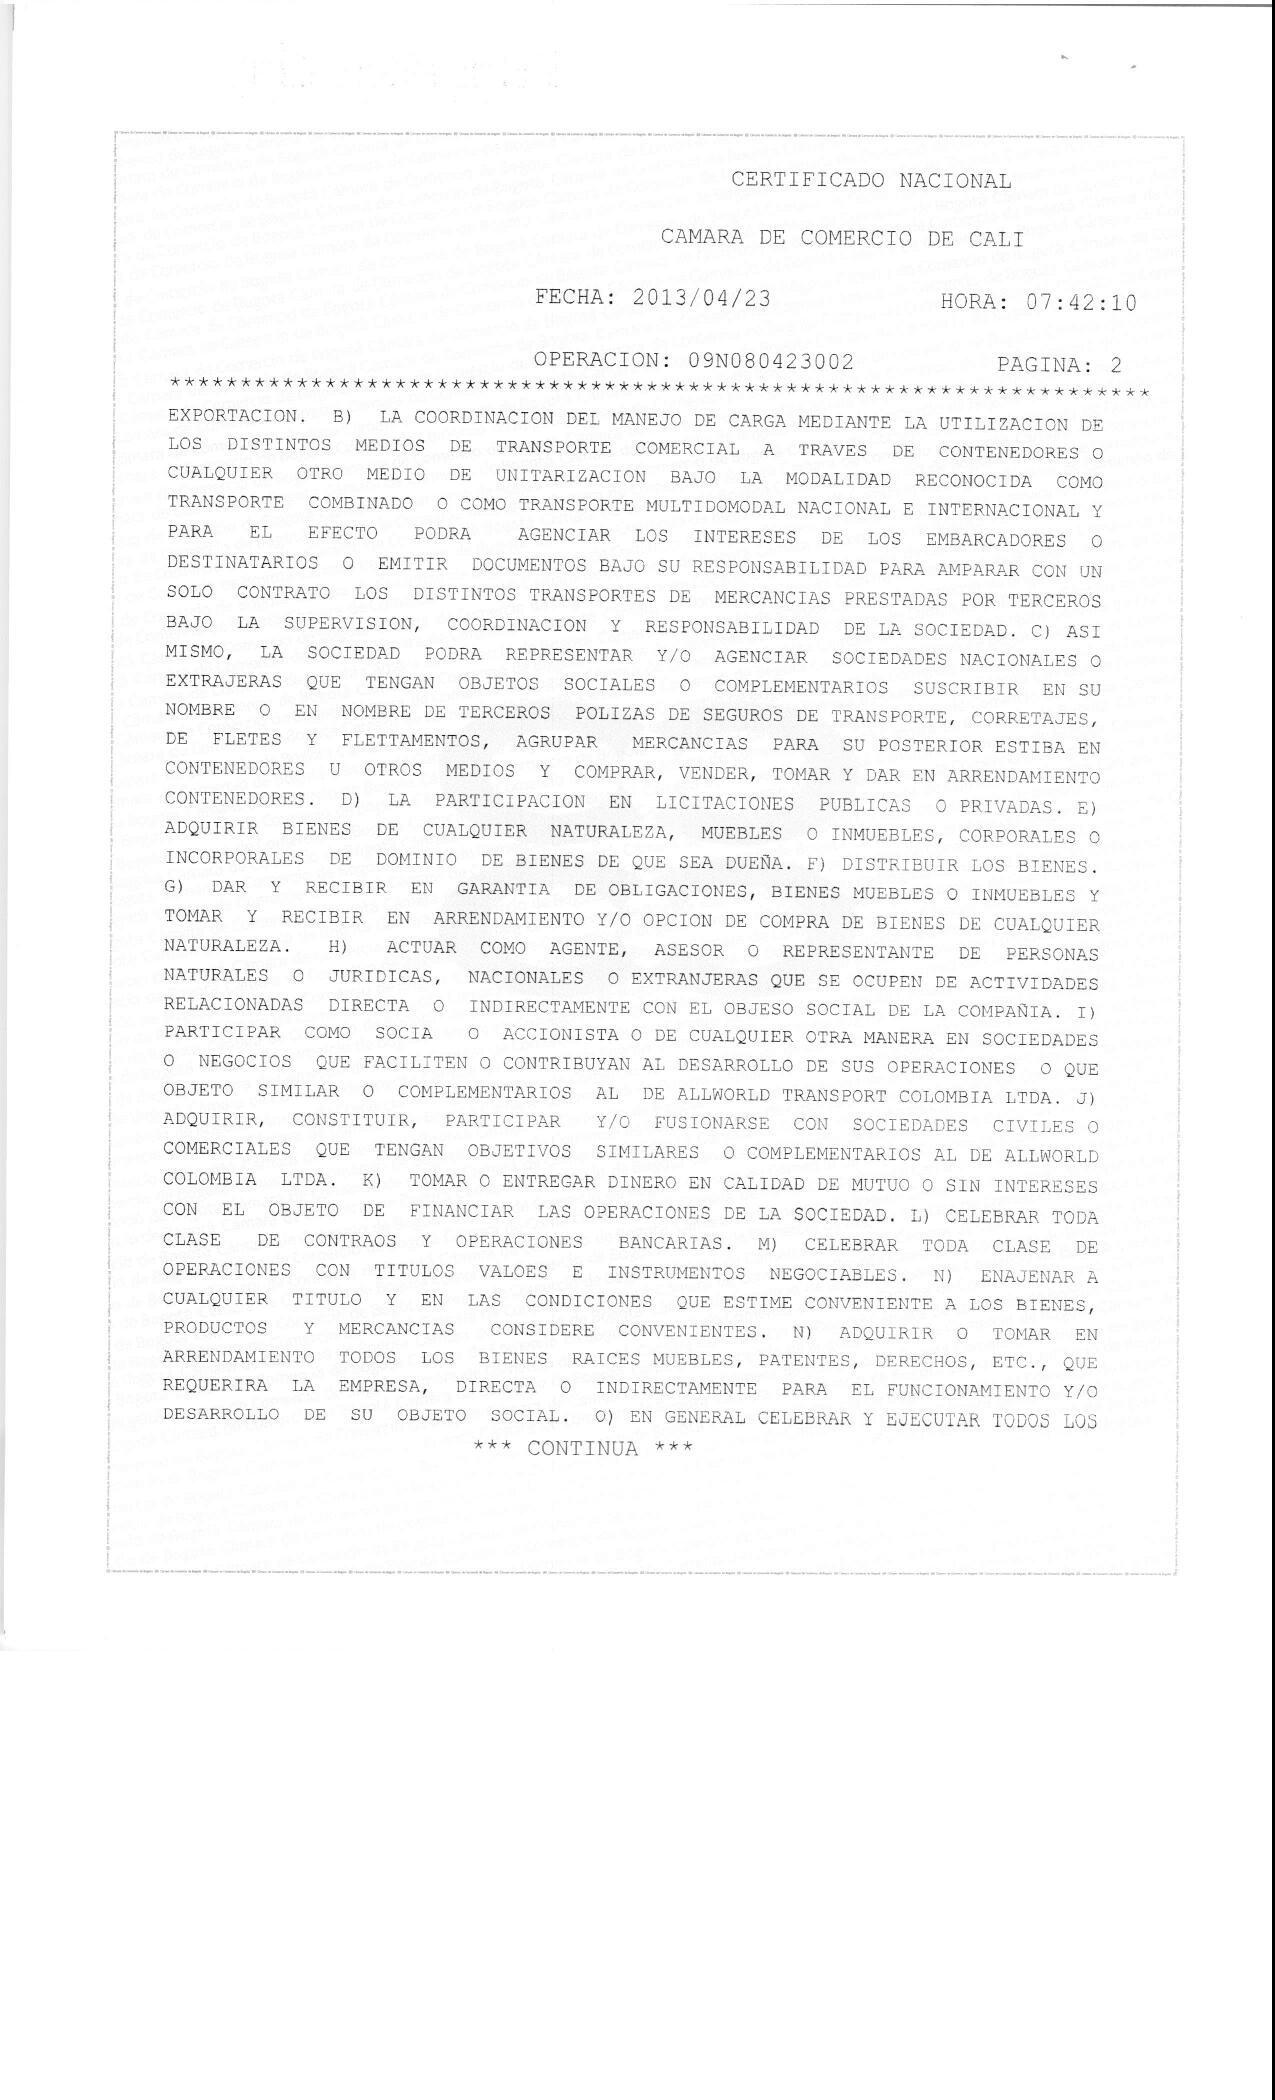 CERTIFICADO NACIONAL
CAMARA DE COMERCIO DE CALI
FECHA: 2013/04/23 HORA: 07:42:10
OPERACION: 09N080423002 PAGINA: 2
**********************************************************************
EXPORTACION. B) LA COORDINACION DEL MANEJO DE CARGA MEDIANTE LA UTILIZACION DE
LOS DISTINTOS MEDIOS DE TRANSPORTE COMERCIAL A TRAVES DE CONTENEDORES O
CUALQUIER OTRO MEDIO DE UNITARIZACION BAJO LA MODALIDAD RECONOCIDA COMO
TRANSPORTE COMBINADO O COMO TRANSPORTE MULTIDOMODAL NACIONAL E INTERNACIONAL Y
PARA EL EFECTO PODRA AGENCIAR LOS INTERESES DE LOS EMBARCADORES O
DESTINATARIOS O EMITIR DOCUMENTOS BAJO SU RESPONSABILIDAD PARA AMPARAR CON UN
SOLO CONTRATO LOS DISTINTOS TRANSPORTES DE MERCANCIAS PRESTADAS POR TERCEROS
BAJO LA SUPERVISION, COORDINACION Y RESPONSABILIDAD DE LA SOCIEDAD. C) ASI
MISMO, LA SOCIEDAD PODRA REPRESENTAR Y/O AGENCIAR SOCIEDADES NACIONALES O
EXTRAJERAS QUE TENGAN OBJETOS SOCIALES O COMPLEMENTARIOS SUSCRIBIR EN SU
NOMBRE O EN NOMBRE DE TERCEROS POLIZAS DE SEGUROS DE TRANSPORTE, CORRETAJES,
DE FLETES Y FLETTAMENTOS, AGRUPAR MERCANCIAS PARA SU POSTERIOR ESTIBA EN
CONTENEDORES U OTROS MEDIOS Y COMPRAR, VENDER, TOMAR Y DAR EN ARRENDAMIENTO
CONTENEDORES. D) LA PARTICIPACION EN LICITACIONES PUBLICAS O PRIVADAS. E)
ADQUIRIR BIENES DE CUALQUIER NATURALEZA, MUEBLES O INMUEBLES, CORPORALES O
INCORPORALES DE DOMINIO DE BIENES DE QUE SEA DUEÑA. F) DISTRIBUIR LOS BIENES.
G) DAR Y RECIBIR EN GARANTIA DE OBLIGACIONES, BIENES MUEBLES O INMUEBLES Y
TOMAR Y RECIBIR EN ARRENDAMIENTO Y/O OPCION DE COMPRA DE BIENES DE CUALQUIER
NATURALEZA. H) ACTUAR COMO AGENTE, ASESOR O REPRESENTANTE DE PERSONAS
NATURALES O JURIDICAS, NACIONALES O EXTRANJERAS QUE SE OCUPEN DE ACTIVIDADES
RELACIONADAS DIRECTA O INDIRECTAMENTE CON EL OBJESO SOCIAL DE LA COMPAÑIA. I)
PARTICIPAR COMO SOCIA O ACCIONISTA O DE CUALQUIER OTRA MANERA EN SOCIEDADES
O NEGOCIOS QUE FACILITEN O CONTRIBUYAN AL DESARROLLO DE SUS OPERACIONES O QUE
OBJETO SIMILAR O COMPLEMENTARIOS AL DE ALLWORLD TRANSPORT COLOMBIA LTDA. J)
ADQUIRIR, CONSTITUIR, PARTICIPAR Y/O FUSIONARSE CON SOCIEDADES CIVILES O
COMERCIALES QUE TENGAN OBJETIVOS SIMILARES O COMPLEMENTARIOS AL DE ALLWORLD
COLOMBIA LTDA. K) TOMAR O ENTREGAR DINERO EN CALIDAD DE MUTUO O SIN INTERESES
CON EL OBJETO DE FINANCIAR LAS OPERACIONES DE LA SOCIEDAD. L) CELEBRAR TODA
CLASE DE CONTRAOS Y OPERACIONES BANCARIAS. M) CELEBRAR TODA CLASE DE
OPERACIONES CON TITULOS VALOES E INSTRUMENTOS NEGOCIABLES. N) ENAJENAR A
CUALQUIER TITULO Y EN LAS CONDICIONES QUE ESTIME CONVENIENTE A LOS BIENES,
PRODUCTOS Y MERCANCIAS CONSIDERE CONVENIENTES. N) ADQUIRIR O TOMAR EN
ARRENDAMIENTO TODOS LOS BIENES RAICES MUEBLES, PATENTES, DERECHOS, ETC., QUE
REQUERIRA LA EMPRESA, DIRECTA O INDIRECTAMENTE PARA EL FUNCIONAMIENTO Y/O
DESARROLLO DE SU OBJETO SOCIAL. O) EN GENERAL CELEBRAR Y EJECUTAR TODOS LOS
*** CONTINUA ***